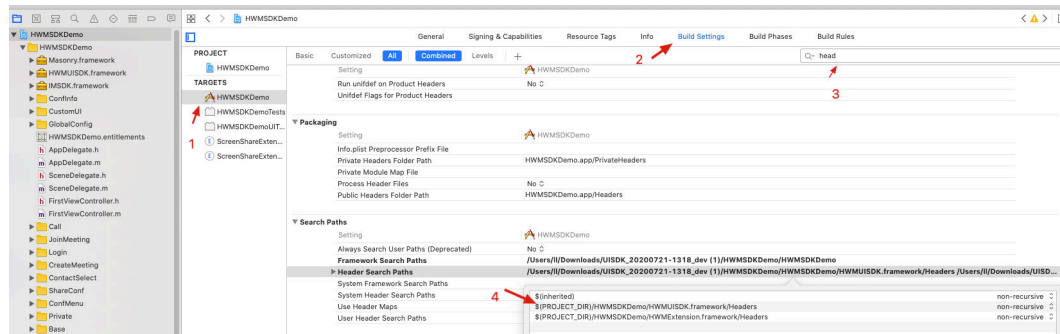 HWMSDKDemo
HWMSDKDemo
HWMSDKDemo
Masonry.framework
HWMUISDK.framework
IMSDK.framework
ConfInfo
CustomUI
GlobalConfig
HWMSDKDemo.entitlements
h AppDelegate.h
m AppDelegate.m
h SceneDelegate.h
m SceneDelegate.m
h FirstViewController.h
m FirstViewController.m
Call
JoinMeeting
Login
CreateMeeting
ContactSelect
ShareConf
ConfMenu
Private
Base
PROJECT
HWMSDKDemo
TARGETS
HWMSDKDemo
HWMSDKDemoTests
HWMSDKDemoUIT...
ScreenShareExten...
ScreenShareExten...
1
General Signing & Capabilities Resource Tags Info Build Settings Build Phases Build Rules
2
Basic Customized All Combined Levels + head
3
Setting HWMSDKDemo
Run unifdef on Product Headers No
Unifdef Flags for Product Headers
Packaging
Setting HWMSDKDemo
Info.plist Preprocessor Prefix File
Private Headers Folder Path HWMSDKDemo.app/PrivateHeaders
Private Module Map File
Process Header Files No
Public Headers Folder Path HWMSDKDemo.app/Headers
Search Paths
Setting HWMSDKDemo
Always Search User Paths (Deprecated) No
Framework Search Paths /Users/ll/Downloads/UISDK_20200721-1318_dev (1)/HWMSDKDemo/HWMSDKDemo
Header Search Paths /Users/ll/Downloads/UISDK_20200721-1318_dev (1)/HWMSDKDemo/HWMSDKDemo/HWMUISDK.framework/Headers /Users/ll/Downloads/UISD...
System Framework Search Paths
System Header Search Paths
Use Header Maps
User Header Search Paths
4
$(inherited) non-recursive
$(PROJECT_DIR)/HWMSDKDemo/HWMUISDK.framework/Headers non-recursive
$(PROJECT_DIR)/HWMSDKDemo/HWMExtension.framework/Headers non-recursive